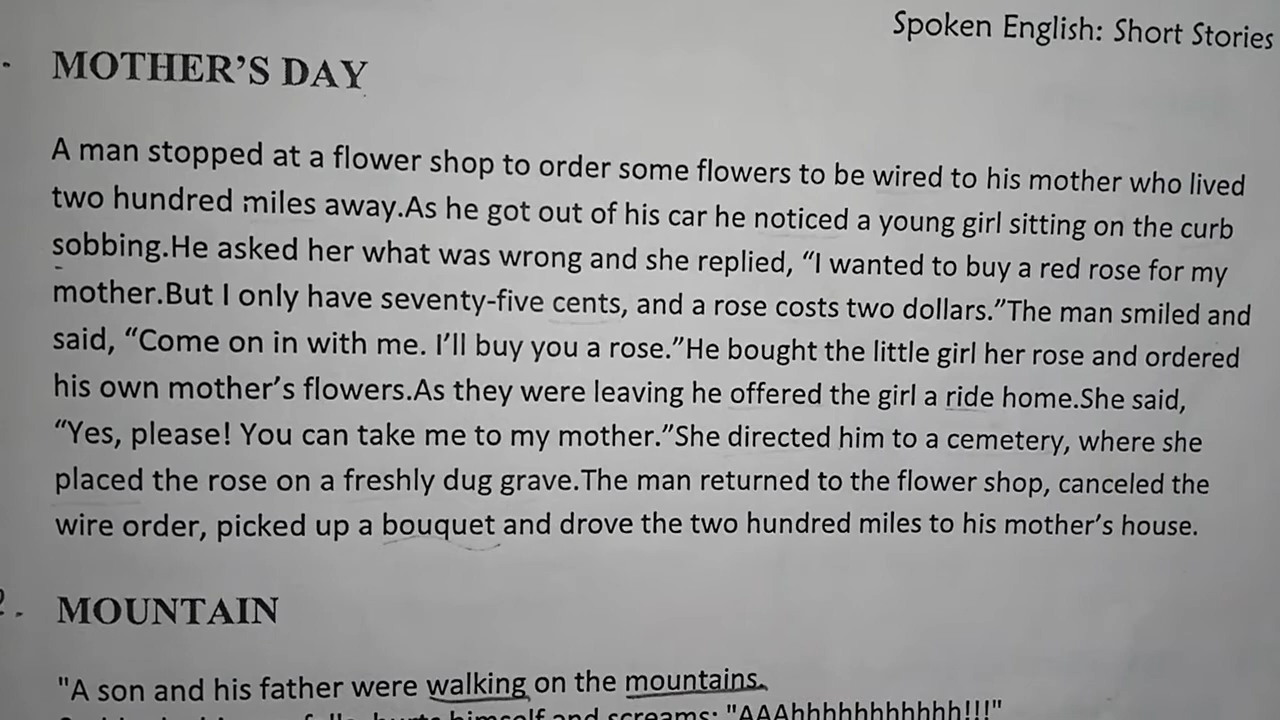 Spoken English: Short Stories
MOTHER'S DAY
A man stopped at a flower shop to order some flowers to be wired to his mother who lived
two hundred miles away.As he got out of his car he noticed a young girl sitting on the curb
sobbing.He asked her what was wrong and she replied, “I wanted to buy a red rose for my
mother.But I only have seventy-five cents, and a rose costs two dollars.”The man smiled and
said, “Come on in with me. I’ll buy you a rose.”He bought the little girl her rose and ordered
his own mother’s flowers.As they were leaving he offered the girl a ride home.She said,
“Yes, please! You can take me to my mother.”She directed him to a cemetery, where she
placed the rose on a freshly dug grave.The man returned to the flower shop, canceled the
wire order, picked up a bouquet and drove the two hundred miles to his mother’s house.
2. MOUNTAIN
"A son and his father were walking on the mountains.
himself and screams: "AAAhhhhhhhhhhh!!!"